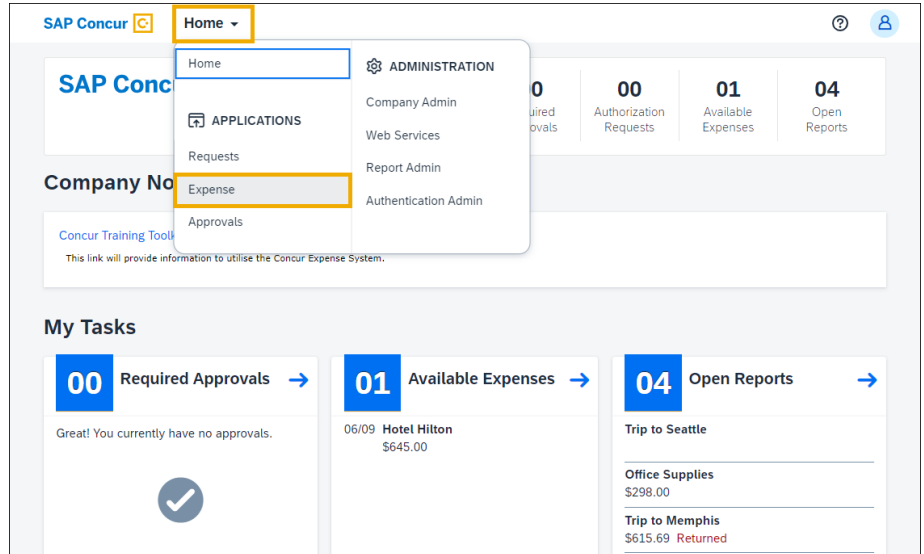 SAP Concur C
Home
Home
APPLICATIONS
Requests
Expense
Approvals
ADMINISTRATION
Company Admin
Web Services
Report Admin
Authentication Admin
SAP Conc
00
Authorization
Requests
01
Available
Expenses
04
Open
Reports
Company No
Concur Training Toolk
This link will provide information to utilise the Concur Expense System.
My Tasks
00 Required Approvals
Great! You currently have no approvals.
01 Available Expenses
06/09 Hotel Hilton
$645.00
04 Open Reports
Trip to Seattle
Office Supplies
$298.00
Trip to Memphis
$615.69 Returned